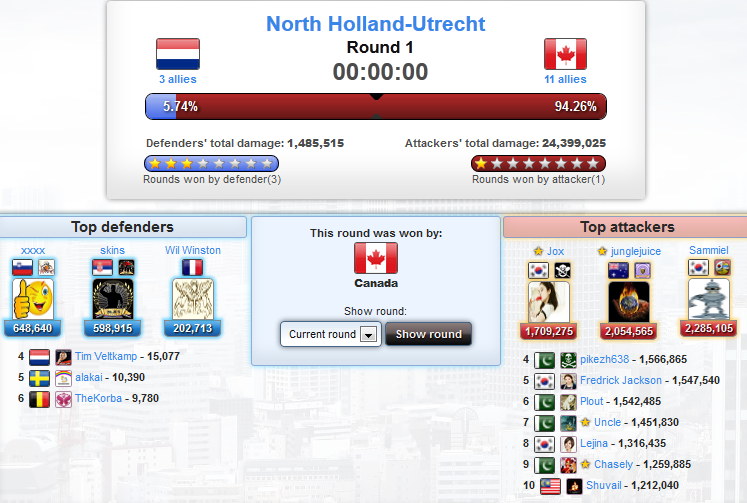 North Holland-Utrecht
Round 1
00:00:00
3 allies
11 allies
5.74%
94.26%
Defenders' total damage: 1,485,515
Attackers' total damage: 24,399,025
Rounds won by defender(3)
Rounds won by attacker(1)
Top defenders
xxxx
skins
Wil Winston
648,640
598,915
202,713
4 Tim Veltkamp - 15,077
5 alakai - 10,390
6 TheKorba - 9,780
This round was won by:
Canada
Show round:
Current round
Show round
Top attackers
Jox
junglejuice
Sammiel
1,709,275
2,054,565
2,285,105
4 pikezh638 - 1,566,865
5 Fredrick Jackson - 1,547,540
6 Plout - 1,542,485
7 Uncle - 1,451,830
8 Lejina - 1,316,435
9 Chasely - 1,259,885
10 Shuvail - 1,212,040